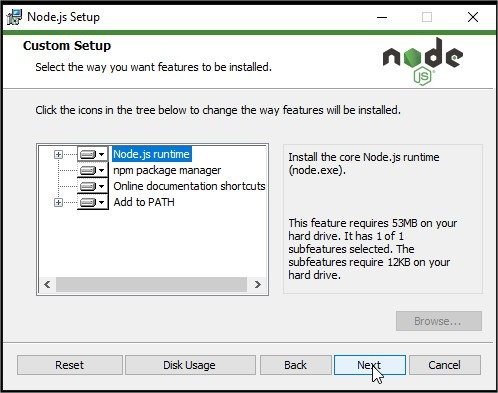 Node.js Setup
Custom Setup
Select the way you want features to be installed.
node
JS
Click the icons in the tree below to change the way features will be installed.
Node.js runtime
npm package manager
Online documentation shortcuts
Add to PATH
Install the core Node.js runtime
(node.exe).
This feature requires 53MB on your
hard drive. It has 1 of 1
subfeatures selected. The
subfeatures require 12KB on your
hard drive.
Browse...
Reset
Disk Usage
Back
Next
Cancel